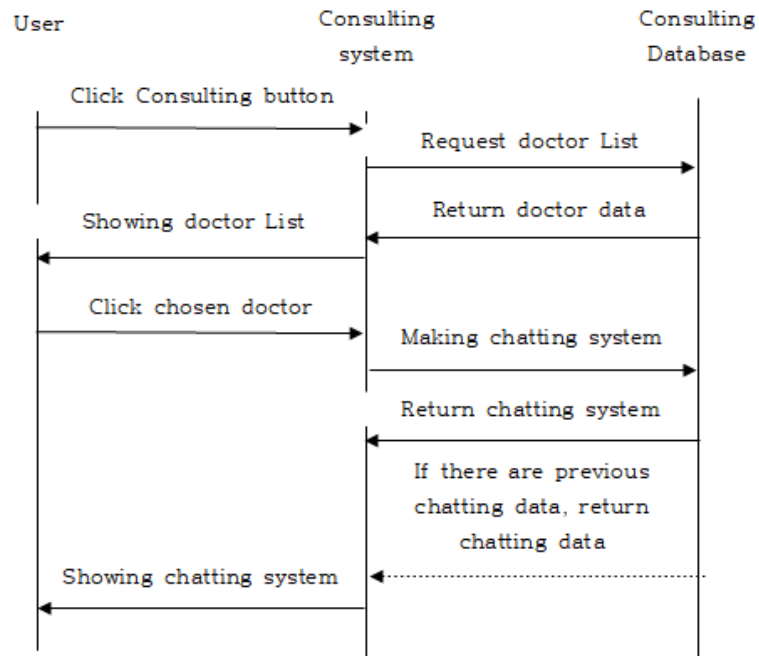 User
Consulting
system
Consulting
Database
Click Consulting button
Request doctor List
Return doctor data
Showing doctor List
Click chosen doctor
Making chatting system
Return chatting system
If there are previous
chatting data, return
chatting data
Showing chatting system